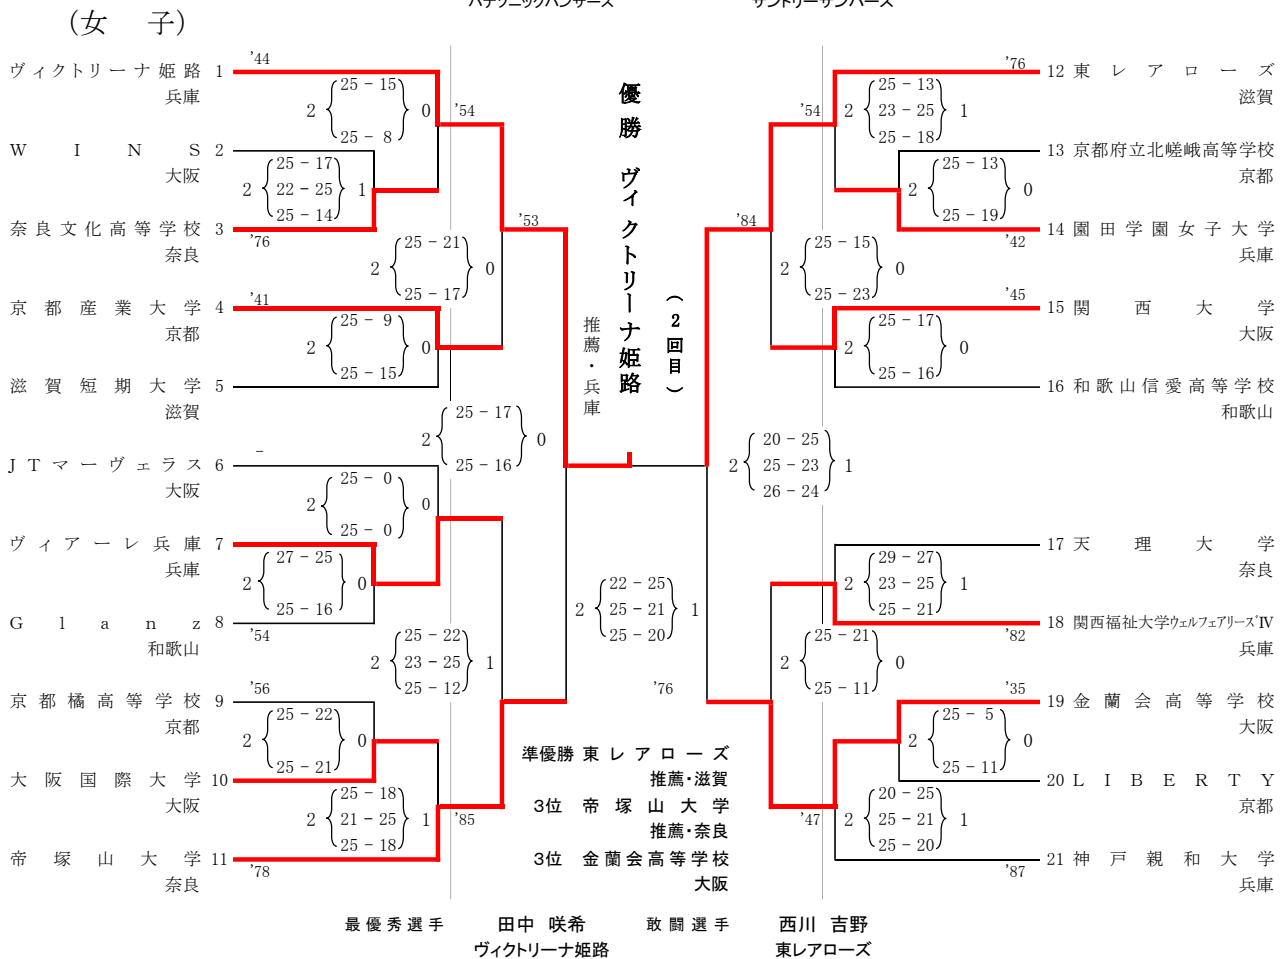 パナソニックパンサーズ
サントリーサンバーズ
(女 子)
ヴィクトリーナ姫路 1
兵庫
W I N S 2
大阪
奈良文化高等学校 3
奈良
京都産業大学 4
京都
滋賀短期大学 5
滋賀
JTマーヴェラス 6
大阪
ヴィアーレ兵庫 7
兵庫
G l a n z 8
和歌山
京都橘高等学校 9
京都
大阪国際大学 10
大阪
帝塚山大学 11
奈良
'44
2 25 − 15 0
25 − 8
'54
2 25 − 17 1
22 − 25
25 − 14
'76
'53
2 25 − 21 0
25 − 17
'41
2 25 − 9 0
25 − 15
2 25 − 17 0
25 − 16
−
2 25 − 0 0
25 − 0
2 27 − 25 0
25 − 16
'54
2 25 − 22 1
23 − 25
25 − 12
'56
2 25 − 22 0
25 − 21
2 25 − 18 1
21 − 25
25 − 18
'85
'78
優勝 ヴィクトリーナ姫路
(2回目)
推薦・兵庫
2 22 − 25 1
25 − 21
25 − 20
'76
準優勝 東レアローズ
推薦・滋賀
3位 帝塚山大学
推薦・奈良
3位 金蘭会高等学校
大阪
'76
'54
2 25 − 13 1
23 − 25
25 − 18
2 25 − 13 0
25 − 19
'42
'84
2 25 − 15 0
25 − 23
'45
2 25 − 17 0
25 − 16
2 20 − 25 1
25 − 23
26 − 24
2 29 − 27 1
23 − 25
25 − 21
'82
2 25 − 21 0
25 − 11
'35
2 25 − 5 0
25 − 11
'47
2 20 − 25 1
25 − 21
25 − 20
'87
12 東レアローズ
滋賀
13 京都府立北嵯峨高等学校
京都
14 園田学園女子大学
兵庫
15 関西大学
大阪
16 和歌山信愛高等学校
和歌山
17 天理大学
奈良
18 関西福祉大学ウェルフェアリーズⅣ
兵庫
19 金蘭会高等学校
大阪
20 L I B E R T Y
京都
21 神戸親和大学
兵庫
最優秀選手 田中 咲希 敢闘選手 西川 吉野
ヴィクトリーナ姫路 東レアローズ